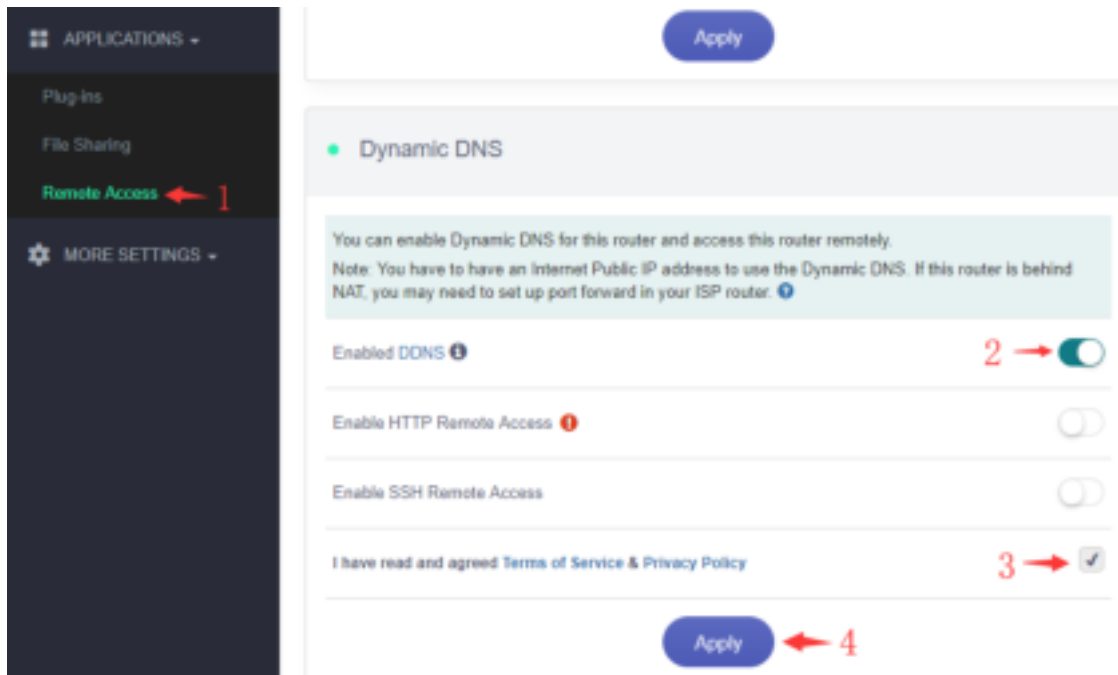 APPLICATIONS
Plug-ins
File Sharing
Remote Access
1
MORE SETTINGS
Apply
Dynamic DNS
You can enable Dynamic DNS for this router and access this router remotely.
Note: You have to have an Internet Public IP address to use the Dynamic DNS. If this router is behind
NAT, you may need to set up port forward in your ISP router.
Enabled DDNS
2
Enable HTTP Remote Access
Enable SSH Remote Access
I have read and agreed Terms of Service & Privacy Policy
3
Apply
4